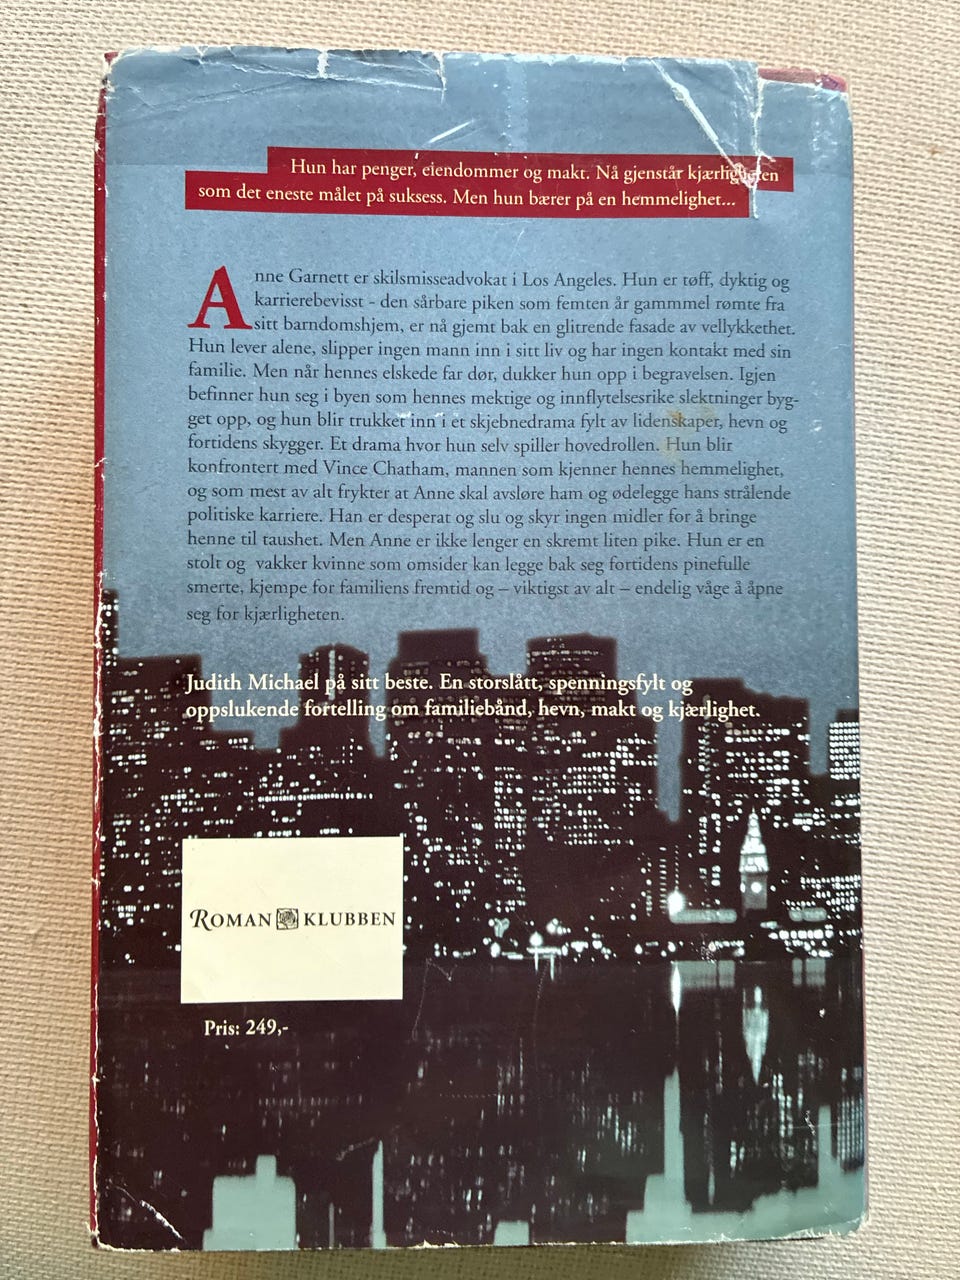 Hun har penger, eiendommer og makt. Nå gjenstår kjærligheten
som det eneste målet på suksess. Men hun bærer på en hemmelighet...
Anne Garnett er skilsmisseadvokat i Los Angeles. Hun er tøff, dyktig og
karrierebevisst - den sårbare piken som femten år gammmel rømte fra
sitt barndomshjem, er nå gjemt bak en glitrende fasade av vellykkethet.
Hun lever alene, slipper ingen mann inn i sitt liv og har ingen kontakt med sin
familie. Men når hennes elskede far dør, dukker hun opp i begravelsen. Igjen
befinner hun seg i byen som hennes mektige og innflytelsesrike slektninger byg-
get opp, og hun blir trukket inn i et skjebnedrama fylt av lidenskaper, hevn og
fortidens skygger. Et drama hvor hun selv spiller hovedrollen. Hun blir
konfrontert med Vince Chatham, mannen som kjenner hennes hemmelighet,
og som mest av alt frykter at Anne skal avsløre ham og ødelegge hans strålende
politiske karriere. Han er desperat og slu og skyr ingen midler for å bringe
henne til taushet. Men Anne er ikke lenger en skremt liten pike. Hun er en
stolt og vakker kvinne som omsider kan legge bak seg fortidens pinefulle
smerte, kjempe for familiens fremtid og – viktigst av alt – endelig våge å åpne
seg for kjærligheten.
Judith Michael på sitt beste. En storslått, spenningsfylt og
oppslukende fortelling om familiebånd, hevn, makt og kjærlighet.
ROMAN KLUBBEN
Pris: 249,-